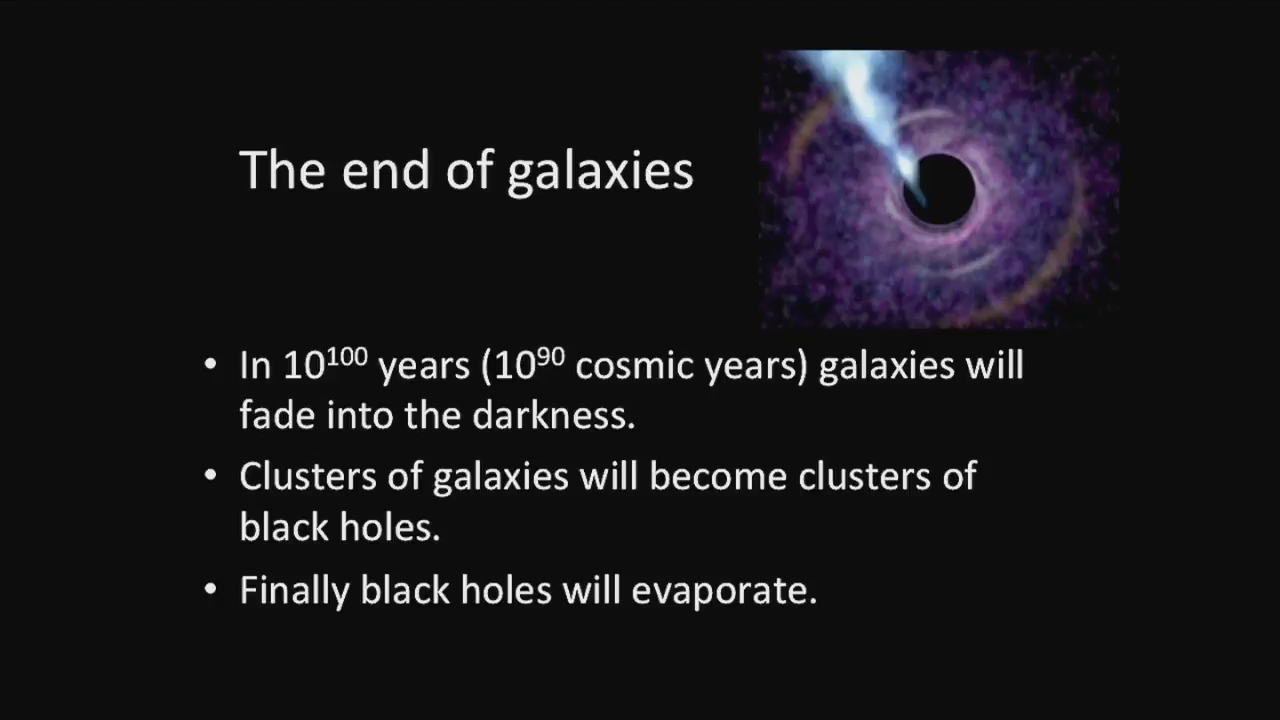 The end of galaxies
• In 10¹⁰⁰ years (10⁹⁰ cosmic years) galaxies will
fade into the darkness.
• Clusters of galaxies will become clusters of
black holes.
• Finally black holes will evaporate.